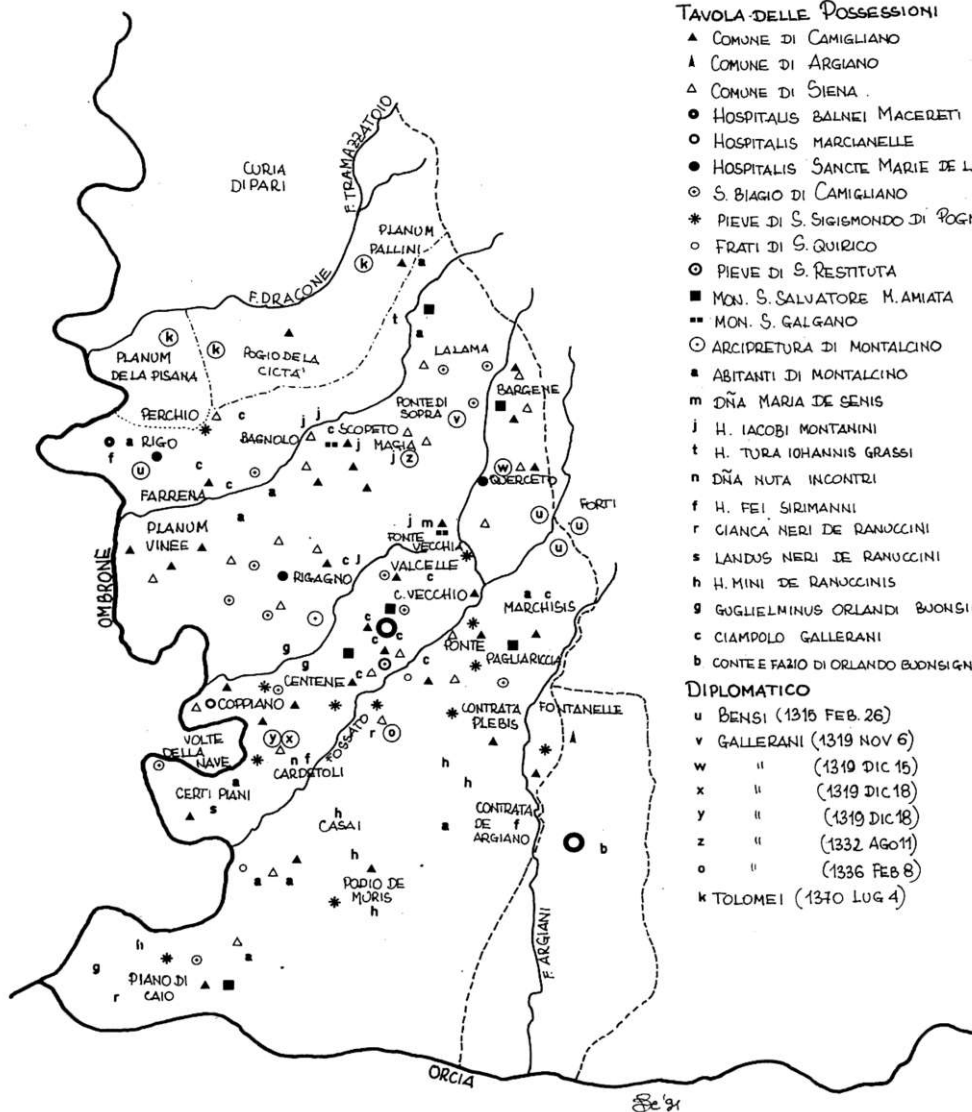 TAVOLA DELLE POSSESSIONI
▲ COMUNE DI CAMIGLIANO
COMUNE DI ARGIANO
△ COMUNE DI SIENA
HOSPITALIS BALNEI MACERETI
HOSPITALIS MARCIANELLE
● HOSPITALIS SANCTE MARIE DE L
⊙ S. BIAGIO DI CAMIGLIANO
* PIEVE DI S. SIGISMONDO DI
○ FRATI DI S. QUIRICO
PIEVE DI S. RESTITUTA
■ MON. S. SALVATORE M. AMIATA
MON. S. GALGANO
ARCIPRETURA DI MONTALCINO
a ABITANTI DI MONTALCINO
m DÑA MARIA DE SENIS
j H. IACOBI MONTANINI
t H. TURA IOHANNIS GRASSI
n DÑA NUTA INCONTRI
f H. FEI SIRIMANNI
r CIANCA NERI DE RANUCCINI
s LANDUS NERI DE RANUCCINI
h H. MINI DE RANUCCINIS
g GUGLIELMINUS ORLANDI BUONSI
c CIAMPOLO GALLERANI
b CONTE E FAZIO DI ORLANDO BUONSIGN
DIPLOMATICO
u BENSI (1315 FEB. 26)
v GALLERANI (1319 NOV 6)
w " (1319 DIC 15)
x " (1319 DIC 18)
y " (1319 DIC 18)
z " (1332 AGO 11)
o " (1336 FEB 8)
k TOLOMEI (1370 LUG 4)
CURIA
DI PARI
F. TRAMAZZATOIO
PLANUM
PALLINI
k
a
F. DRACONE
t
a
k
k
PLANUM
DE LA PISANA
POGIO DE LA
CICTÀ
LA LAMA
BARGENE
PERCHIO
c
j
j
BAGNOLO
c SCOPETO
MAGIA
j
j
z
PONTE DI
SOPRA
v
a RIGO
f
u
c
c
a
FARRENA
w
QUERCETO
u
u
u
FORTI
PLANUM
VINEE
a
OMBRONE
j m
FONTE
VECCHIA
RIGAGNO
c j
VALCELLE
c
C. VECCHIO
a c
MARCHISIS
c
c
c
g
g
c
c
PONTE
PAGLIARICCIA
CENTENE
COPPIANO
CONTRATA
PLEBIS
FONTANELLE
VOLTE
DELLA
NAVE
y
x
n f
CARDETOLI
FOSSATO
r
o
CERTI PIANI
a
s
h
h
h
CASAI
a
CONTRATA
DE
ARGIANO
f
b
h
a
a
PODIO DE
MURIS
h
F. ARGIANI
h
g
a
r
PIANO DI
CAIO
ORCIA
'91